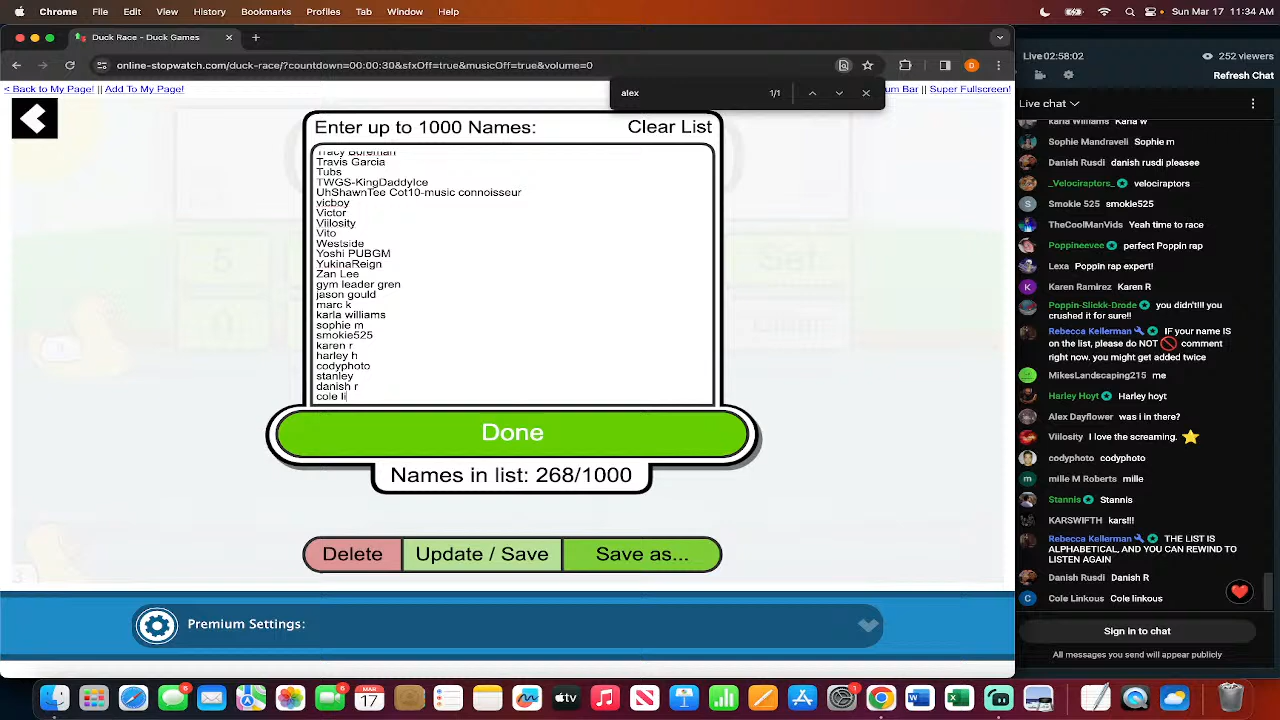 Chrome File Edit View History Bookmarks Profiles Tab Window Help Sun Mar 17 11:34 AM
Duck Race – Duck Games
online-stopwatch.com/duck-race/?countdown=00:00:30&sfxOff=true&musicOff=true&volume=0
< Back to My Page! || Add To My Page!
alex 1/1
um Bar || Super Fullscreen!
Enter up to 1000 Names: Clear List
Tracy Boreman
Travis Garcia
Tubs
TWGS-KingDaddyIce
UhShawnTee Cot10-music connoisseur
vicboy
Victor
Viilosity
Vito
Westside
Yoshi PUBGM
YukinaReign
Zan Lee
gym leader gren
jason gould
marc k
karla williams
sophie m
smokie525
karen r
harley h
codyphoto
stanley
danish r
cole li
Done
Names in list: 268/1000
Delete Update / Save Save as...
Premium Settings:
5
0
3
Set
Live 02:58:02 252 viewers
Refresh Chat
Live chat
Karla Williams Karla W
Sophie Mandraveli Sophie m
Danish Rusdi danish rusdi pleasee
_Velociraptors_ velociraptors
Smokie 525 smokie525
TheCoolManVids Yeah time to race
Poppineevee perfect Poppin rap
Lexa Poppin rap expert!
Karen Ramirez Karen R
Poppin-Slickk-Drode you didn't!ll you
crushed it for sure!!
Rebecca Kellerman IF your name IS
on the list, please do NOT 🚫 comment
right now. you might get added twice
MikesLandscaping215 me
Harley Hoyt Harley hoyt
Alex Dayflower was i in there?
Viilosity I love the screaming. ⭐
codyphoto codyphoto
mille M Roberts mille
Stannis Stannis
KARSWIFTH kars!!!
Rebecca Kellerman THE LIST IS
ALPHABETICAL, AND YOU CAN REWIND TO
LISTEN AGAIN
Danish Rusdi Danish R
Cole Linkous Cole linkous
Sign in to chat
All messages you send will appear publicly